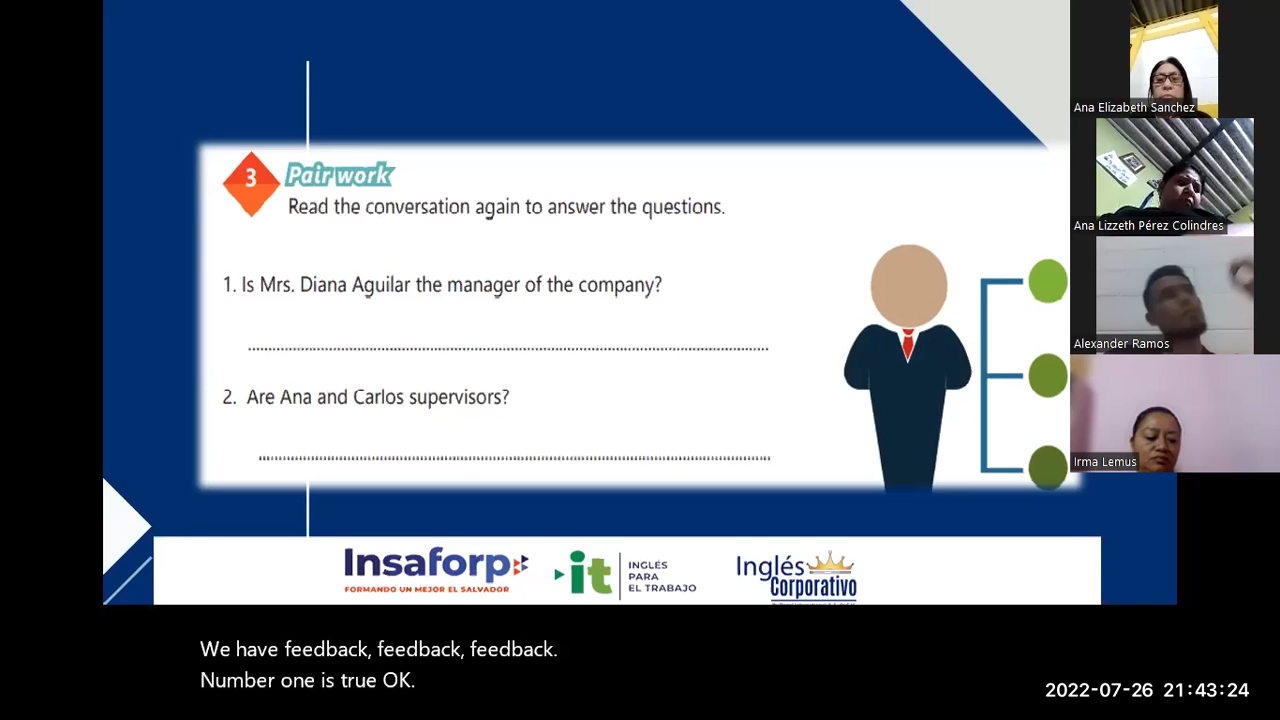 3
Pair work
Read the conversation again to answer the questions.
1. Is Mrs. Diana Aguilar the manager of the company?
2. Are Ana and Carlos supervisors?
Insaforp
FORMANDO UN MEJOR EL SALVADOR
it
INGLÉS
PARA
EL TRABAJO
Inglés
Corporativo
Ana Elizabeth Sanchez
Ana Lizzeth Pérez Colindres
Alexander Ramos
Irma Lemus
We have feedback, feedback, feedback.
Number one is true OK.
2022-07-26 21:43:24